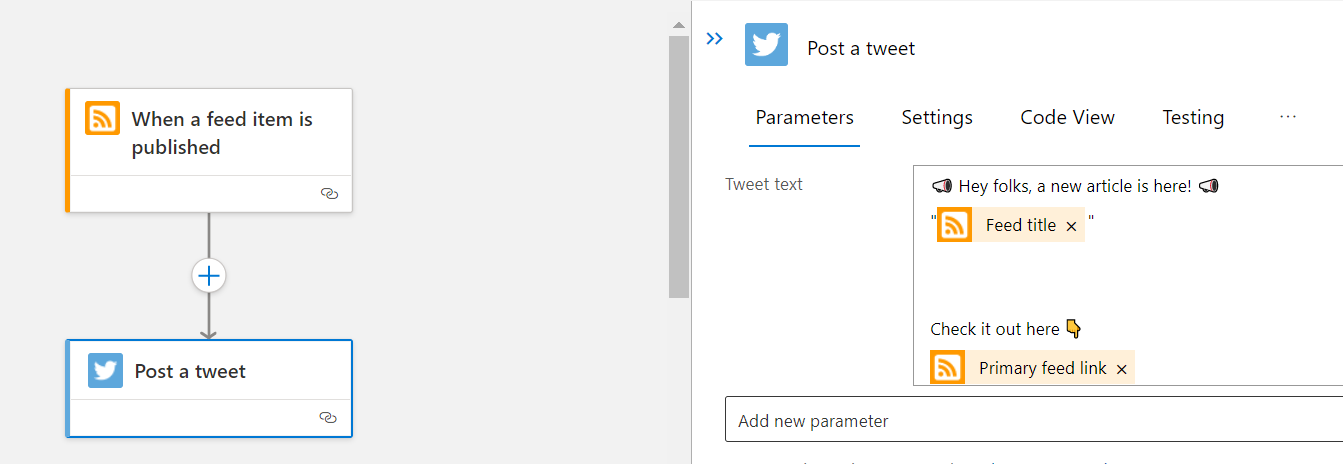 When a feed item is
published
Post a tweet
Post a tweet
Parameters Settings Code View Testing ...
Tweet text
📢 Hey folks, a new article is here! 📢
"Feed title × "
Check it out here 👇
Primary feed link ×
Add new parameter